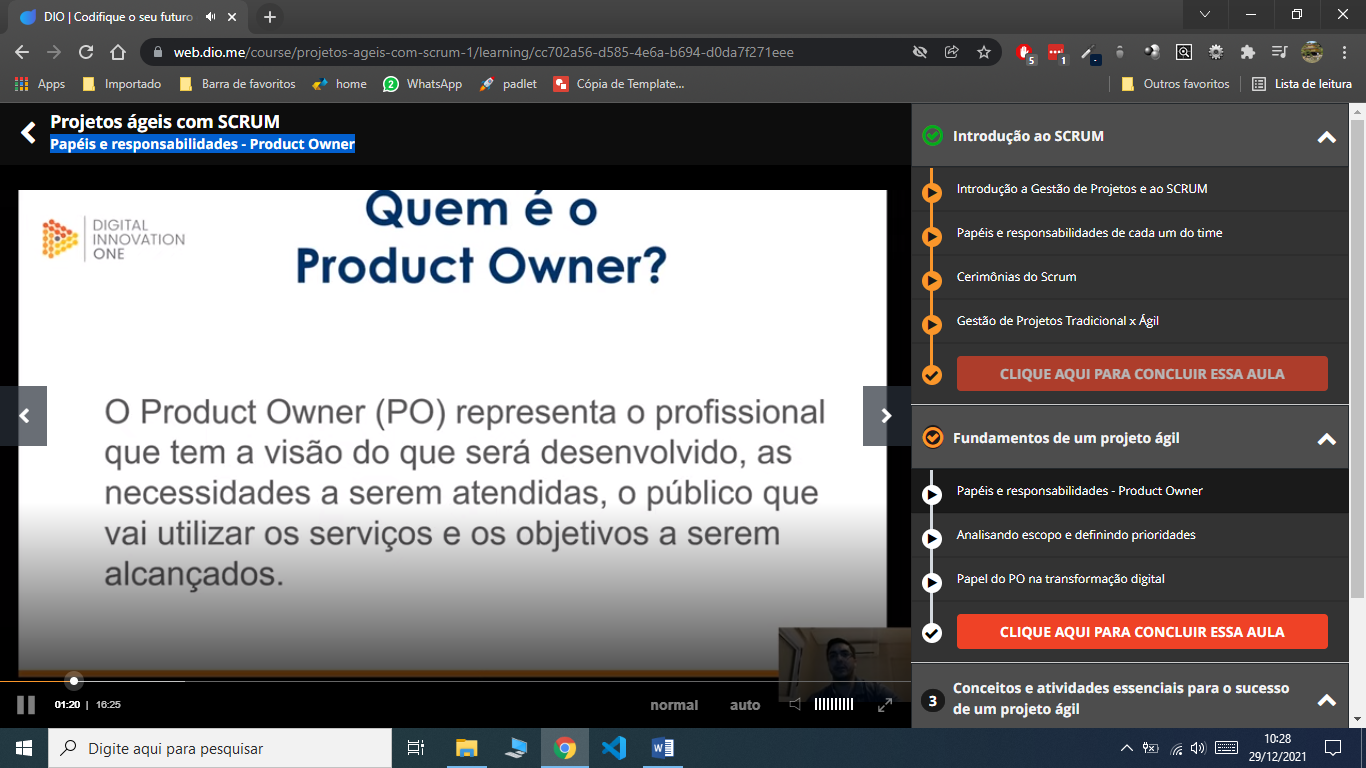 DIO | Codifique o seu futuro
web.dio.me/course/projetos-ageis-com-scrum-1/learning/cc702a56-d585-4e6a-b694-d0da7f271eee
5
1
-
Apps
Importado
Barra de favoritos
home
2
WhatsApp
padlet
Cópia de Template...
Outros favoritos
Lista de leitura
Projetos ágeis com SCRUM
Papéis e responsabilidades - Product Owner
DIGITAL
INNOVATION
ONE
Quem é o
Product Owner?
O Product Owner (PO) representa o profissional
que tem a visão do que será desenvolvido, as
necessidades a serem atendidas, o público que
vai utilizar os serviços e os objetivos a serem
alcançados.
01:20 | 16:25
normal
auto
Introdução ao SCRUM
Introdução a Gestão de Projetos e ao SCRUM
Papéis e responsabilidades de cada um do time
Cerimônias do Scrum
Gestão de Projetos Tradicional x Ágil
CLIQUE AQUI PARA CONCLUIR ESSA AULA
Fundamentos de um projeto ágil
Papéis e responsabilidades - Product Owner
Analisando escopo e definindo prioridades
Papel do PO na transformação digital
CLIQUE AQUI PARA CONCLUIR ESSA AULA
3
Conceitos e atividades essenciais para o sucesso
de um projeto ágil
Digite aqui para pesquisar
10:28
29/12/2021